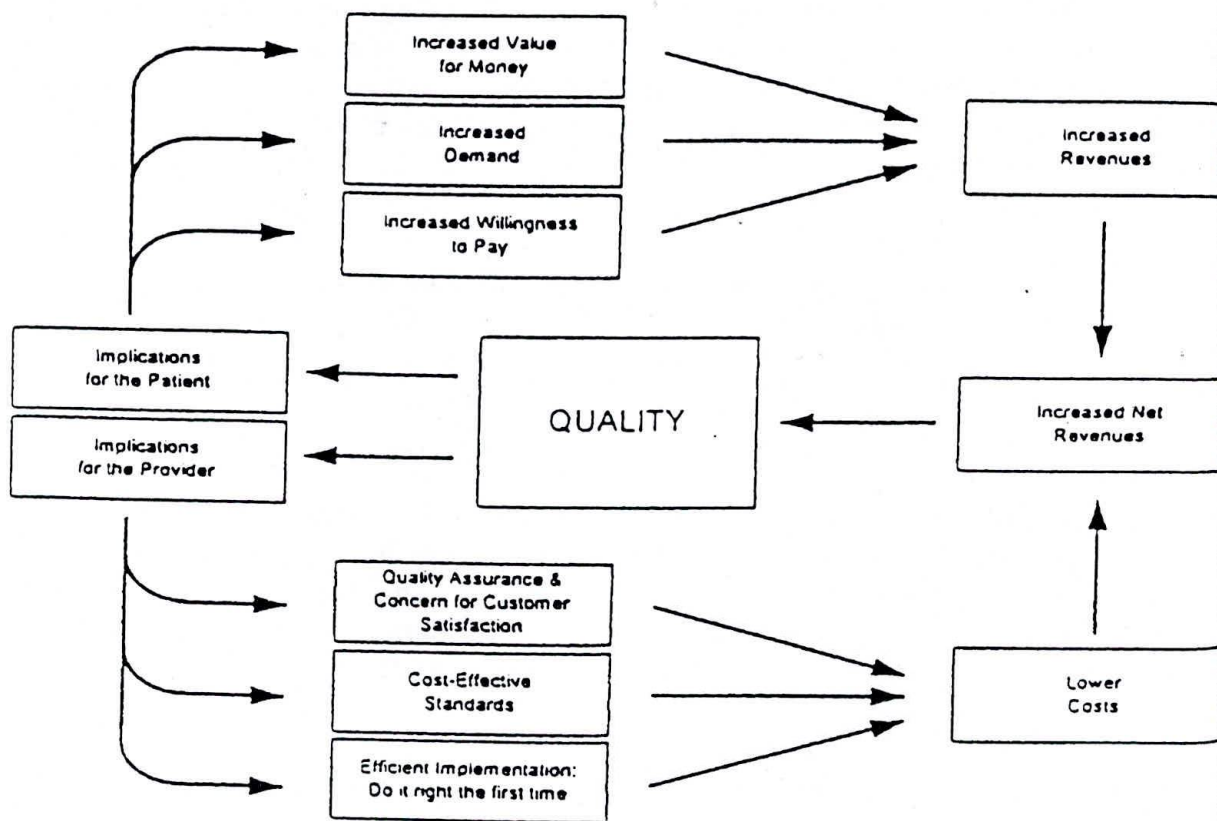 Increased Value
for Money
Increased
Demand
Increased Willingness
to Pay
Increased
Revenues
Implications
for the Patient
Implications
for the Provider
QUALITY
Increased Net
Revenues
Quality Assurance &
Concern for Customer
Satisfaction
Cost-Effective
Standards
Efficient Implementation:
Do it right the first time
Lower
Costs